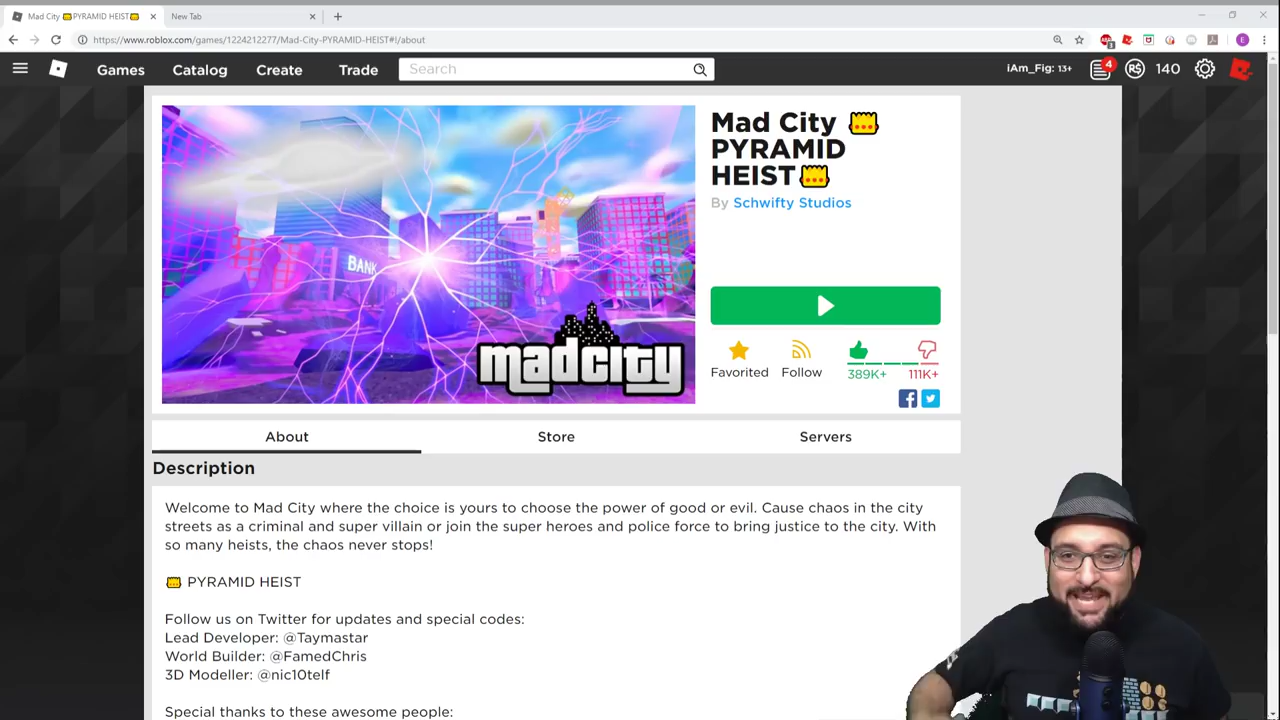 Mad City PYRAMID HEIST
New Tab
https://www.roblox.com/games/1224212277/Mad-City-PYRAMID-HEIST#!/about
Games
Catalog
Create
Trade
Search
iAm_Fig: 13+
4
140
BANK
madcity
Mad City
PYRAMID
HEIST
By Schwifty Studios
Favorited
Follow
389K+
111K+
About
Store
Servers
Description
Welcome to Mad City where the choice is yours to choose the power of good or evil. Cause chaos in the city
streets as a criminal and super villain or join the super heroes and police force to bring justice to the city. With
so many heists, the chaos never stops!
PYRAMID HEIST
Follow us on Twitter for updates and special codes:
Lead Developer: @Taymastar
World Builder: @FamedChris
3D Modeller: @nic10telf
Special thanks to these awesome people: